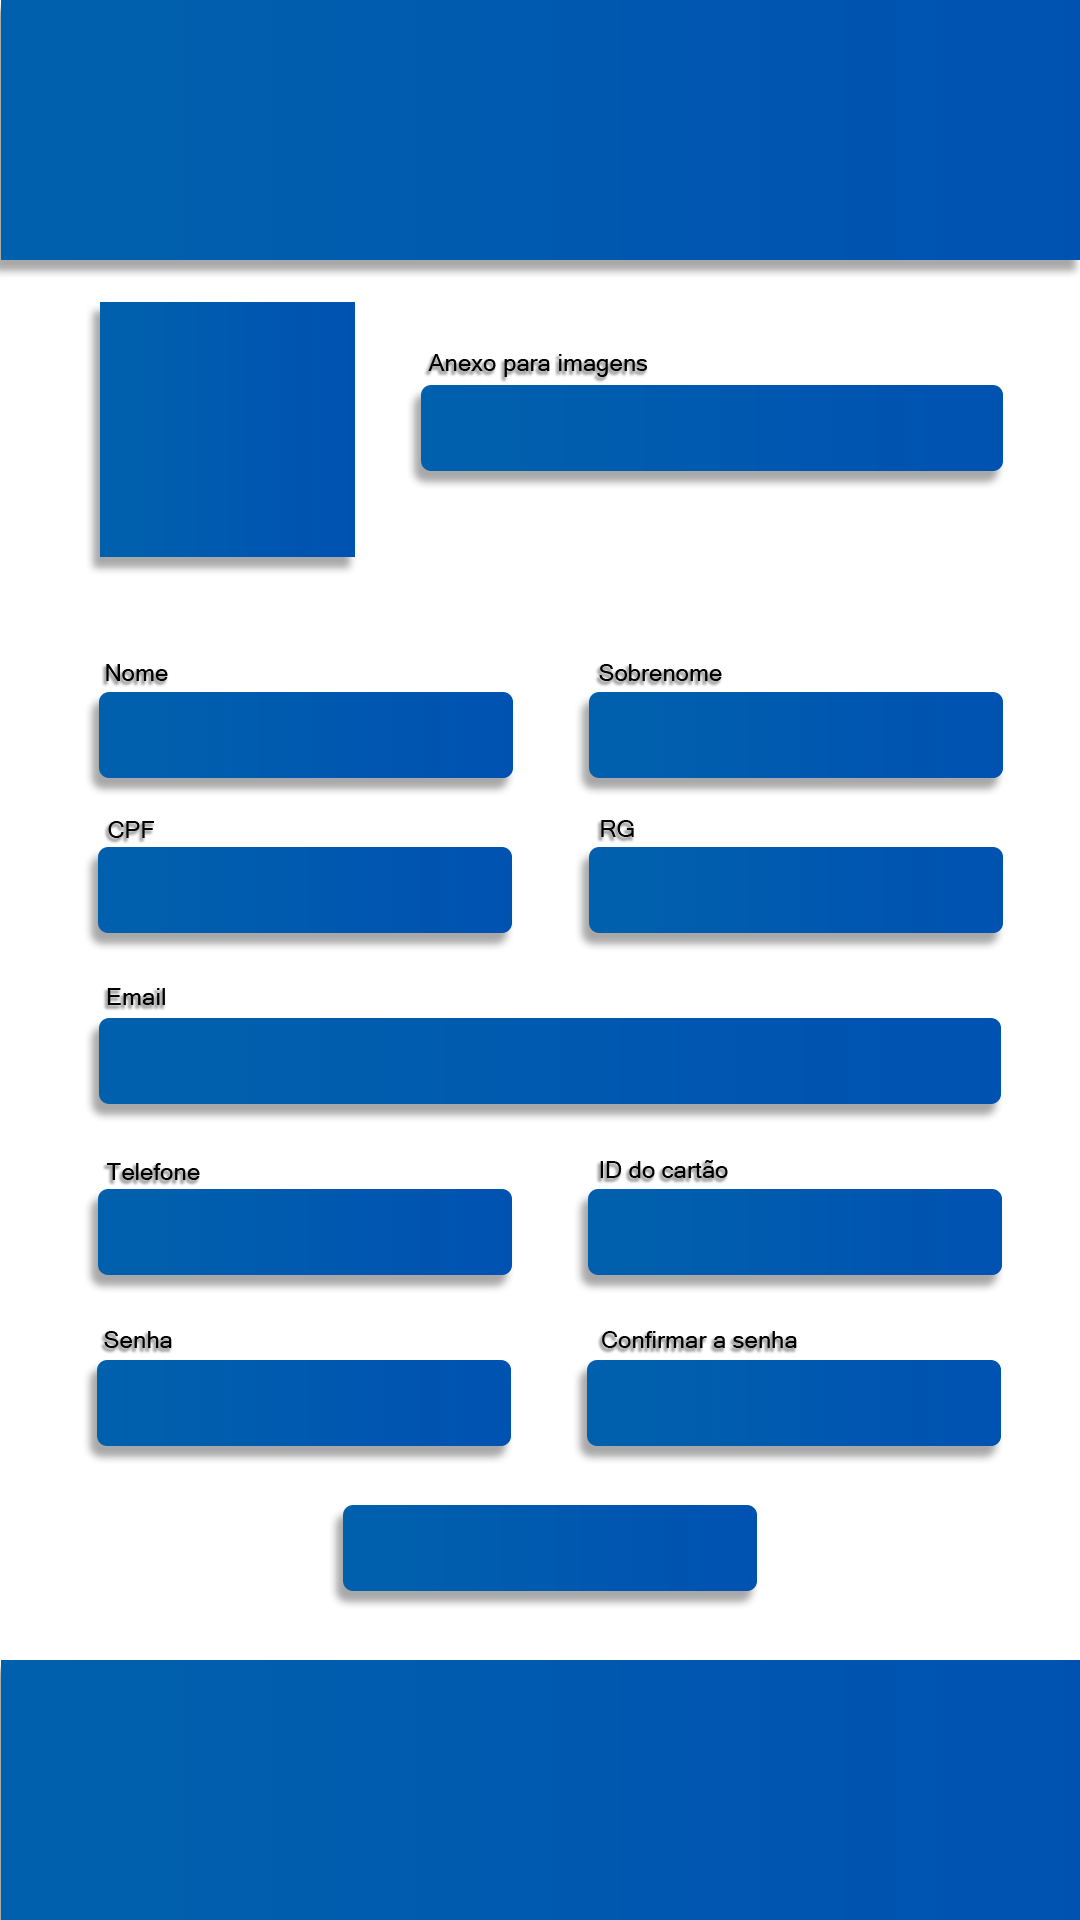 Anexo para imagens
Nome
Sobrenome
CPF
RG
Email
Telefone
ID do cartão
Senha
Confirmar a senha